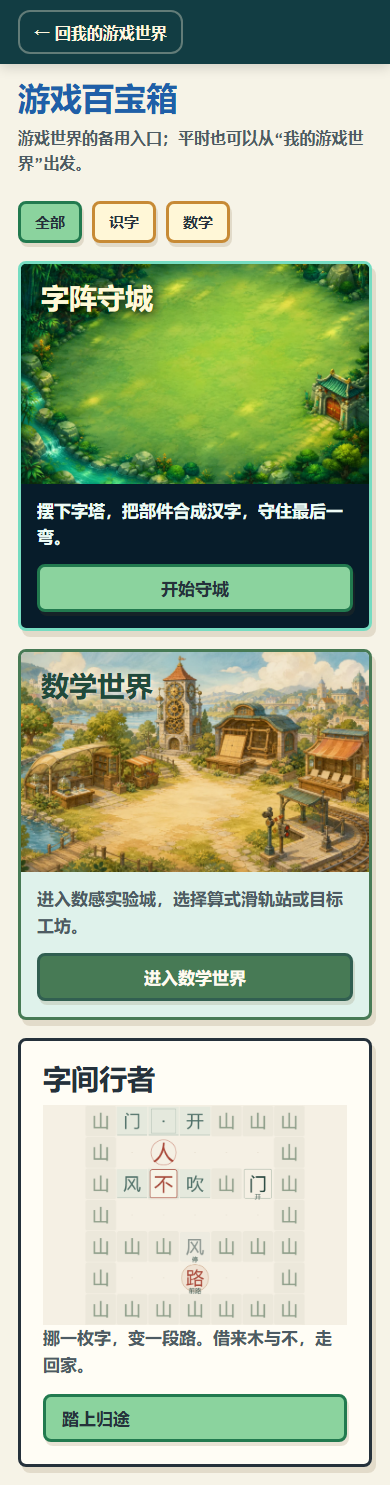 ← 回我的游戏世界
游戏百宝箱
游戏世界的备用入口；平时也可以从“我的游戏世
界”出发。
全部 识字 数学
字阵守城
摆下字塔，把部件合成汉字，守住最后一
弯。
开始守城
数学世界
进入数感实验城，选择算式滑轨站或目标
工坊。
进入数学世界
字间行者
山 门 · 开 山 山 山
山 人 山
山 风 不 吹 山 门 山
开
山 山
山 山 山 风 山 山 山
山 路 山
山 山 山 山 山 山 山
挪一枚字，变一段路。借来木与不，走
回家。
踏上归途